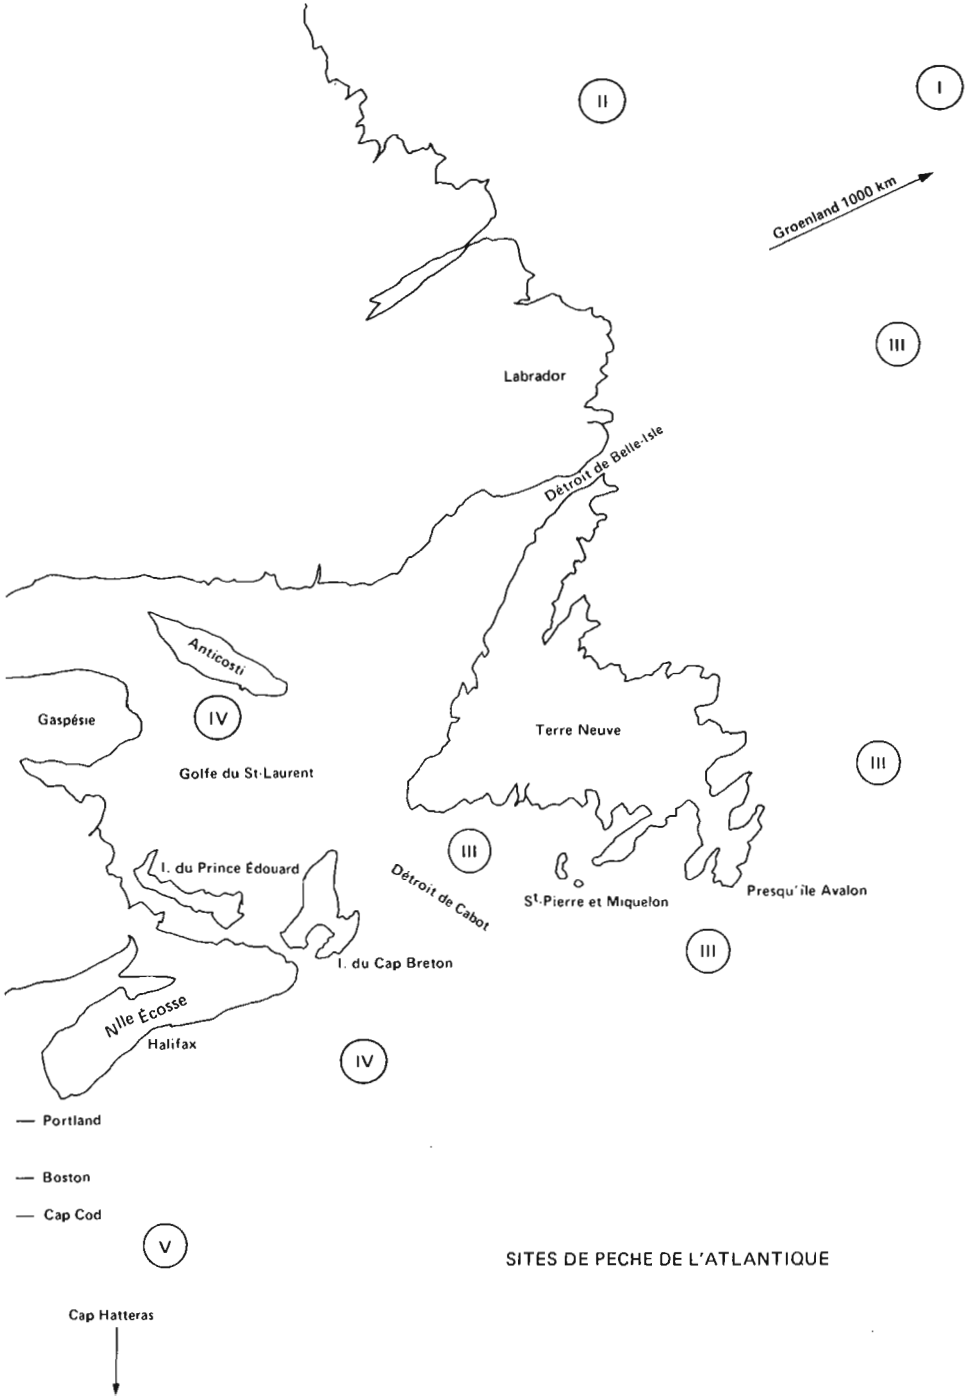 II
I
Groenland 1000 km
III
Labrador
Détroit de Belle-Isle
Anticosti
IV
Gaspésie
Terre Neuve
III
Golfe du St-Laurent
III
I. du Prince Édouard
Détroit de Cabot
St-Pierre et Miquelon
Presqu'île Avalon
III
I. du Cap Breton
Nlle Écosse
Halifax
IV
Portland
Boston
Cap Cod
V
SITES DE PECHE DE L'ATLANTIQUE
Cap Hatteras